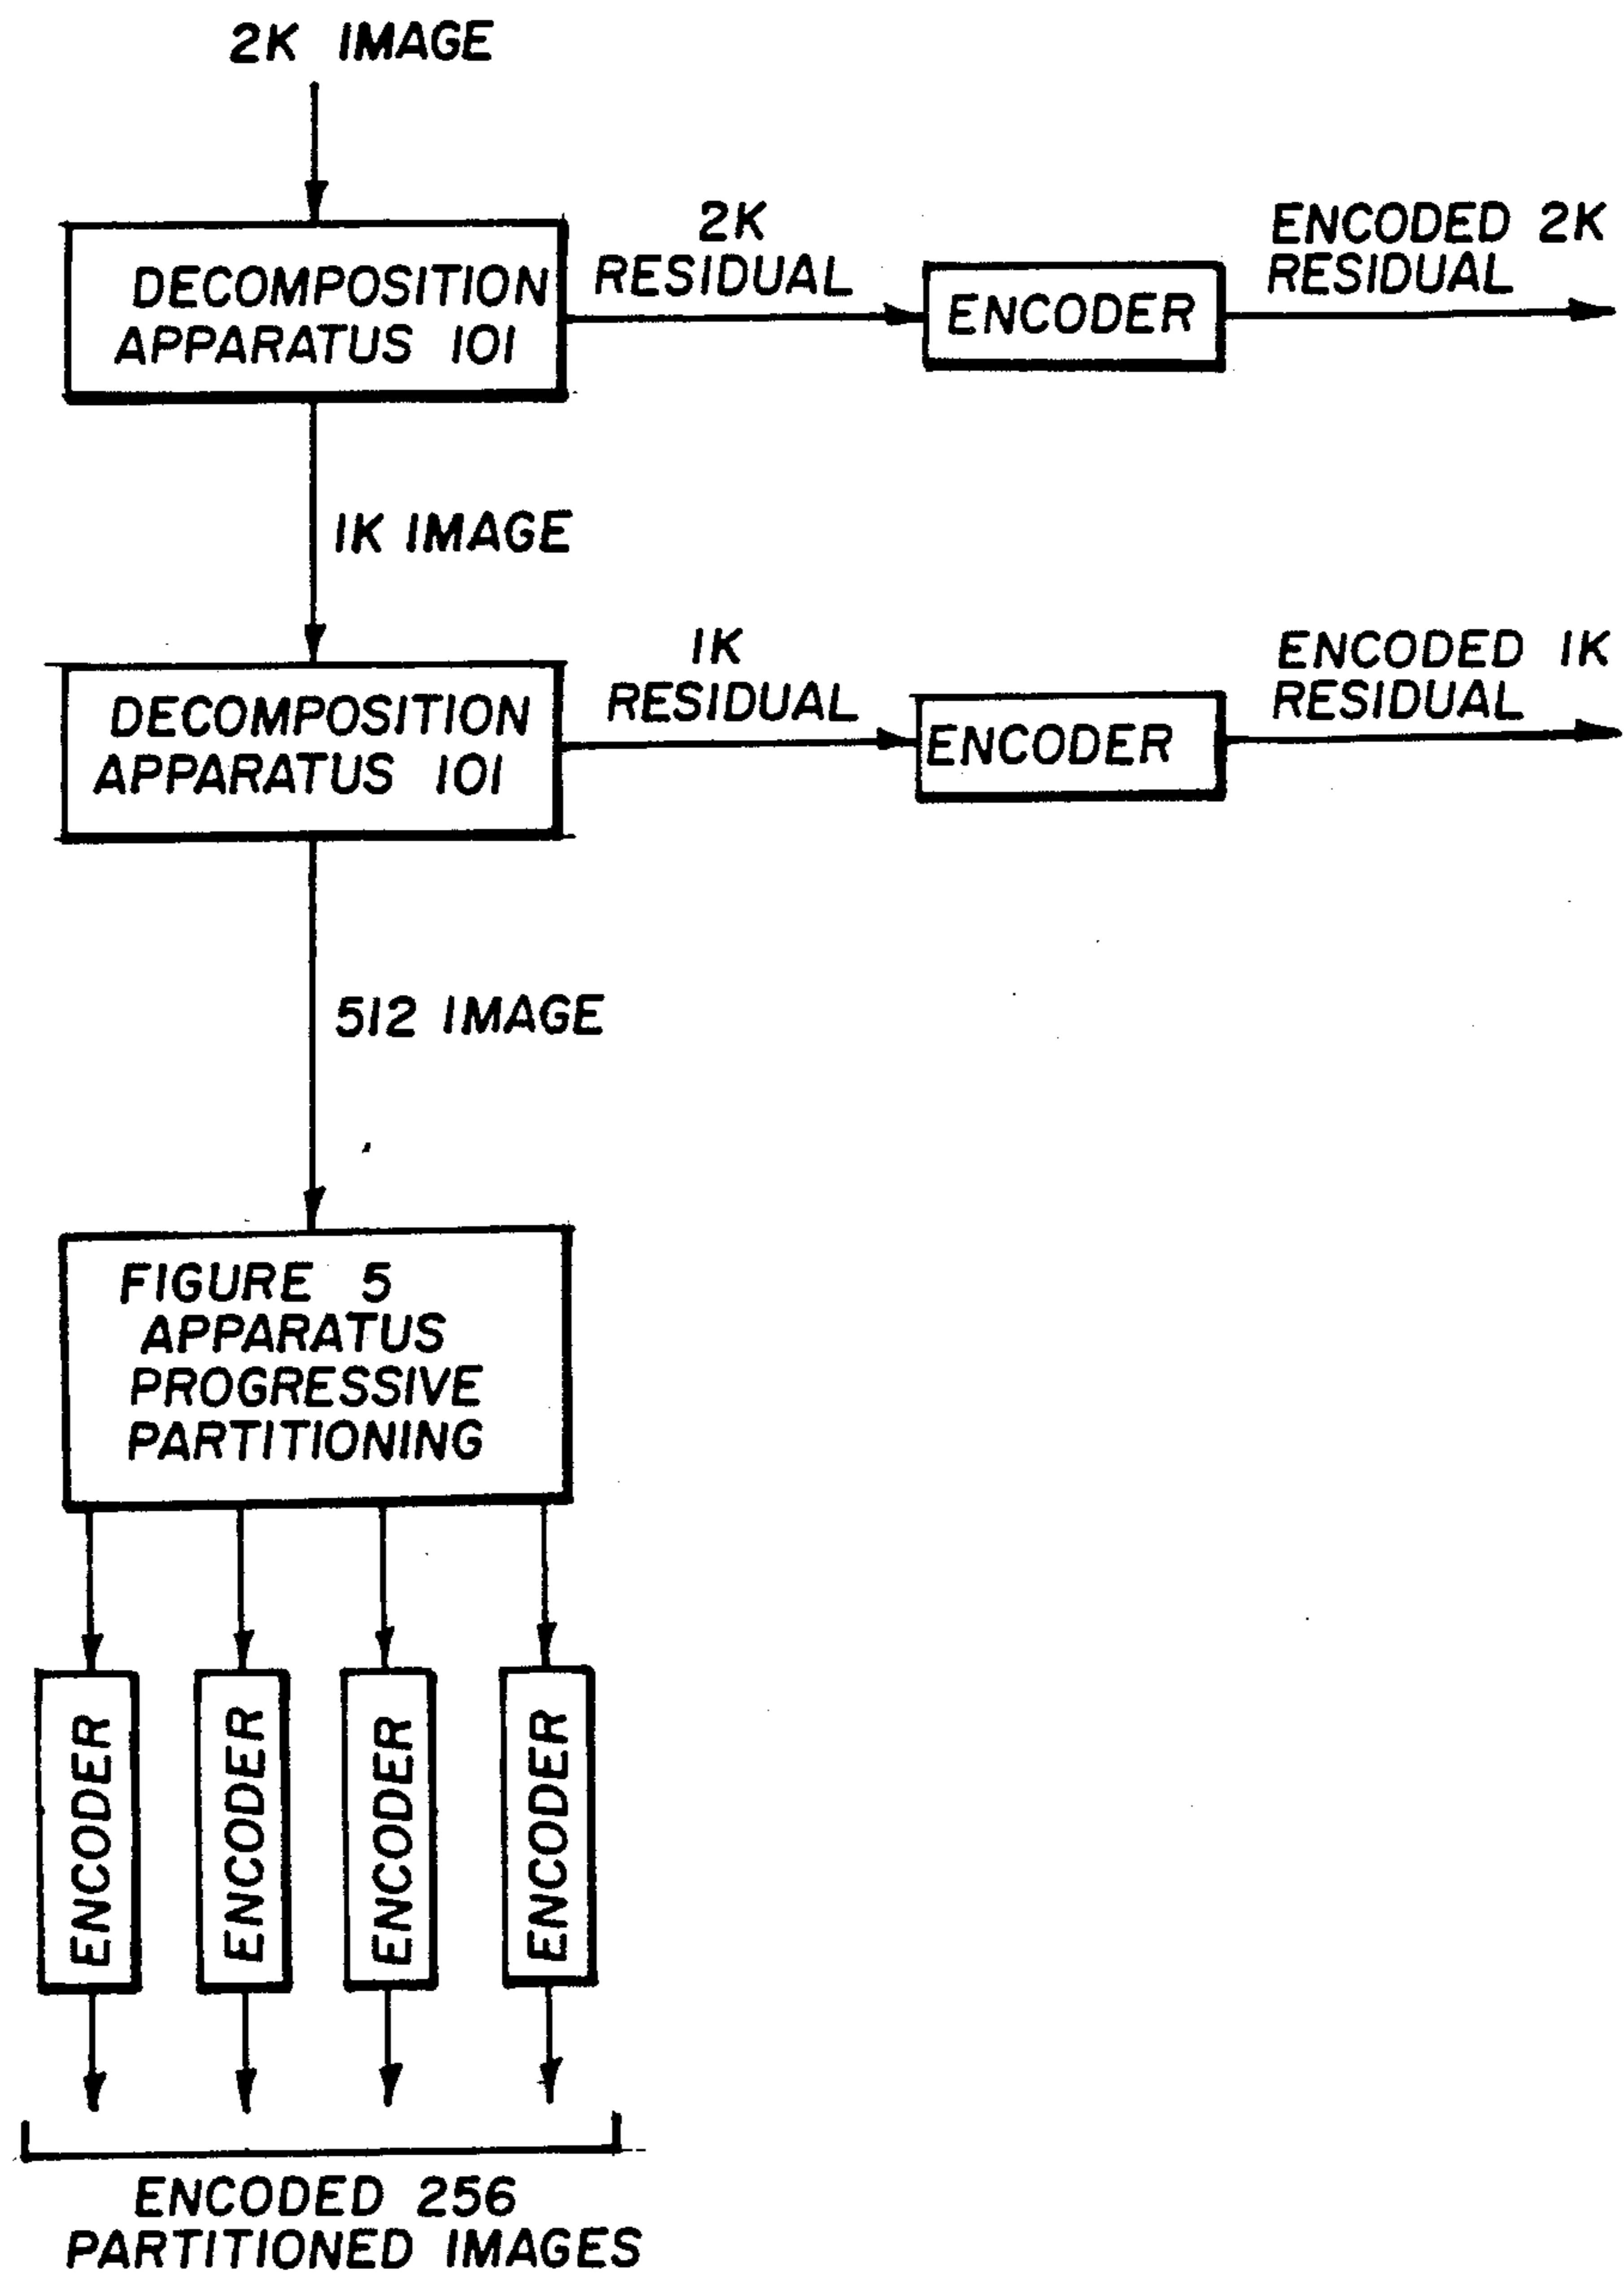 2K IMAGE
DECOMPOSITION
APPARATUS 101
2K
RESIDUAL
ENCODER
ENCODED 2K
RESIDUAL
1K IMAGE
DECOMPOSITION
APPARATUS 101
1K
RESIDUAL
ENCODER
ENCODED 1K
RESIDUAL
512 IMAGE
FIGURE 5
APPARATUS
PROGRESSIVE
PARTITIONING
ENCODER
ENCODER
ENCODER
ENCODER
ENCODED 256
PARTITIONED IMAGES